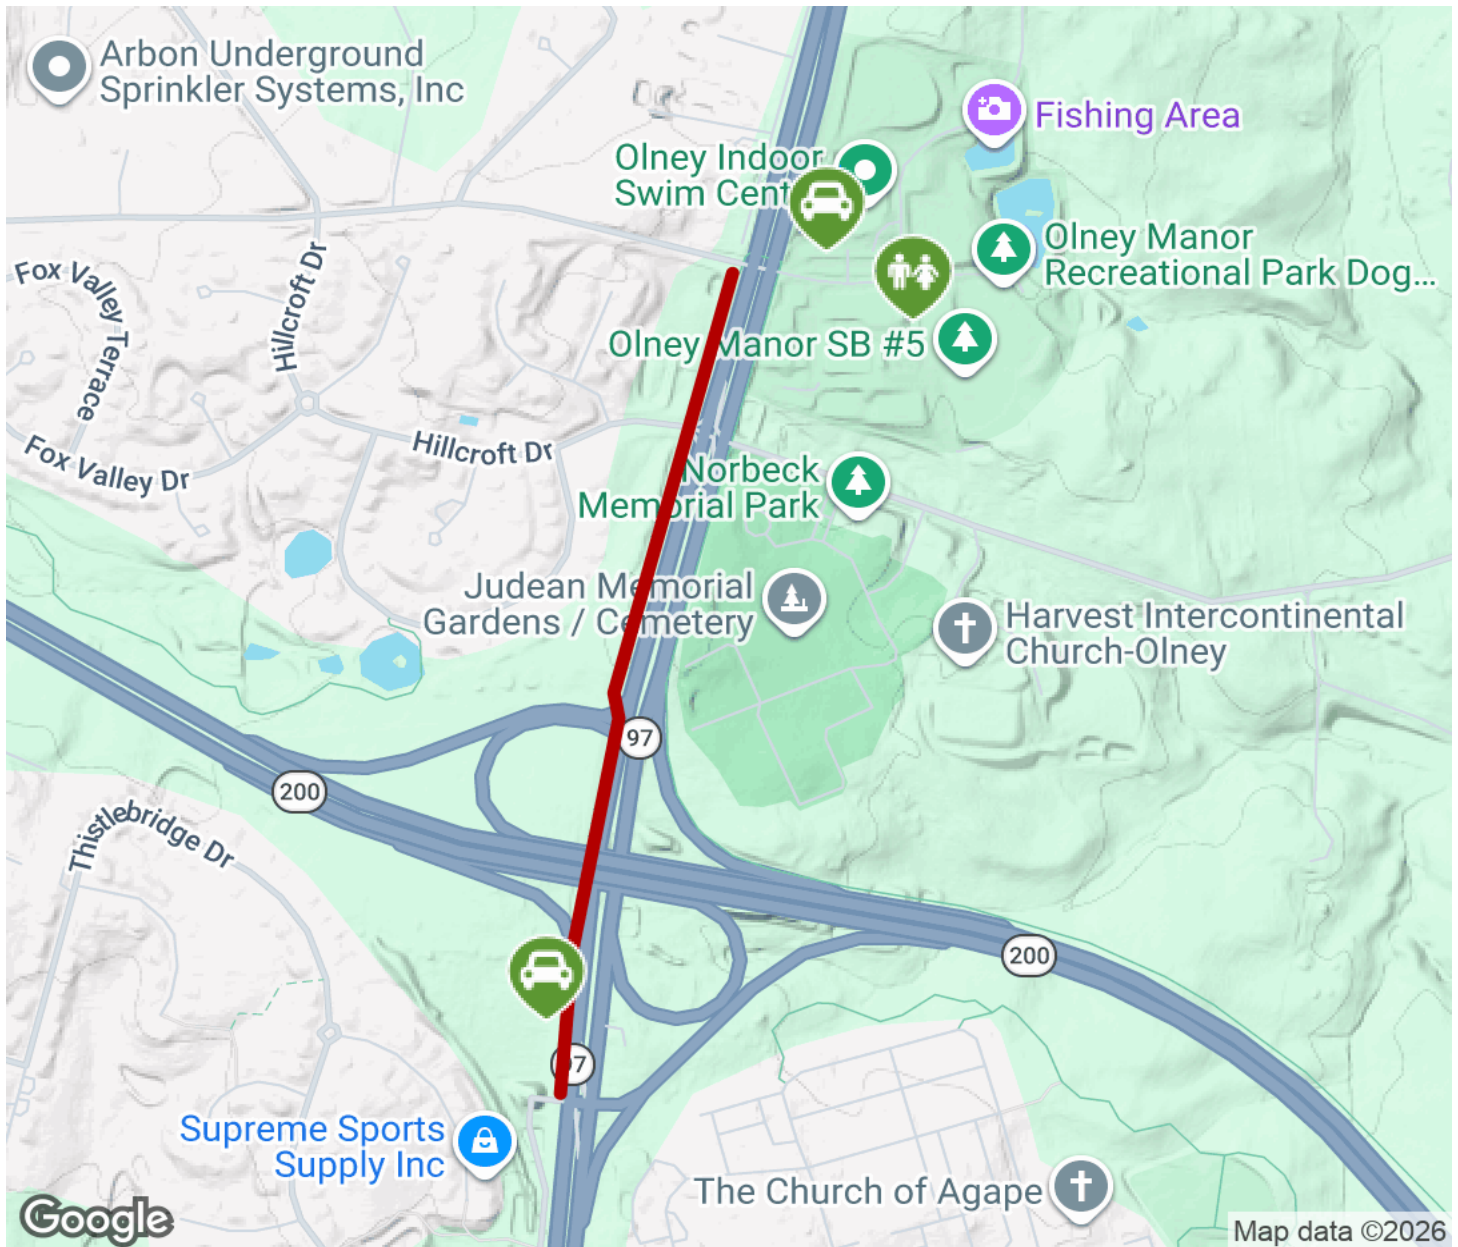 Arbon Underground
Sprinkler Systems, Inc
Fishing Area
Olney Indoor
Swim Cent
Olney Manor
Recreational Park Dog...
Fox Valley Terrace
Hillcroft Dr
Olney Manor SB #5
Hillcroft Dr
Fox Valley Dr
Norbeck
Memorial Park
Judean Memorial
Gardens / Cemetery
Harvest Intercontinental
Church-Olney
97
200
Thistlebridge Dr
200
97
Supreme Sports
Supply Inc
The Church of Agape
Google
Map data ©2026